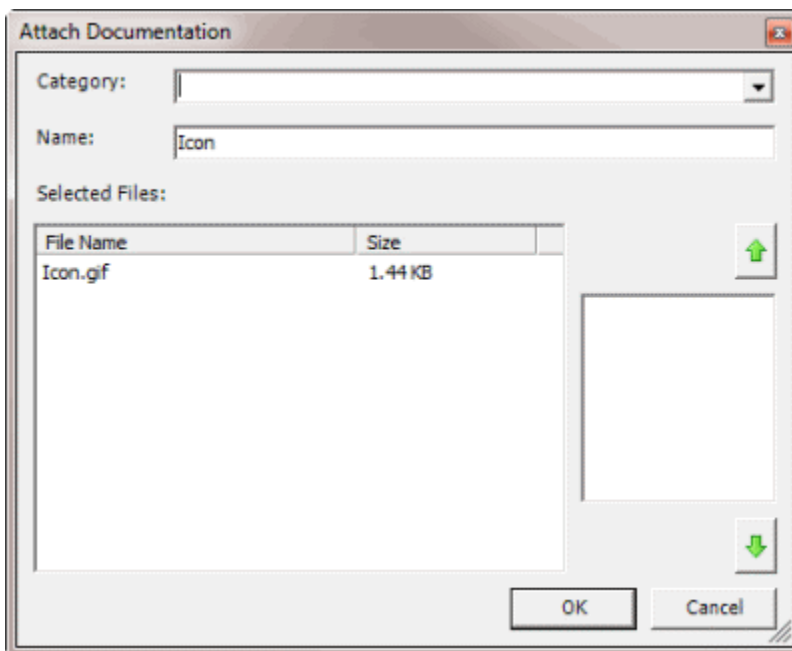 Attach Documentation
Category:
Name: Icon
Selected Files:
File Name Size
Icon.gif 1.44 KB
OK Cancel